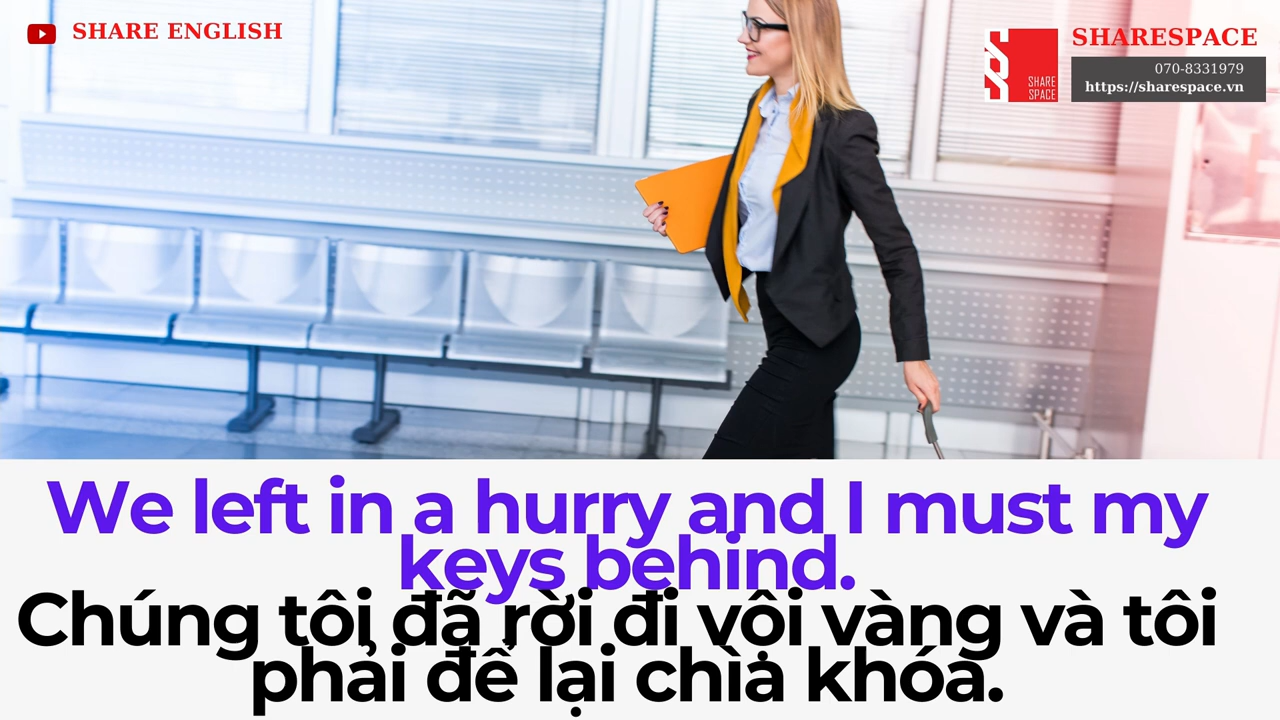 SHARE ENGLISH
SHARESPACE
070-8331979
https://sharespace.vn
SHARE
SPACE
We left in a hurry and I must my
keys behind.
Chúng tôi đã rời đi vội vàng và tôi
phải để lại chìa khóa.